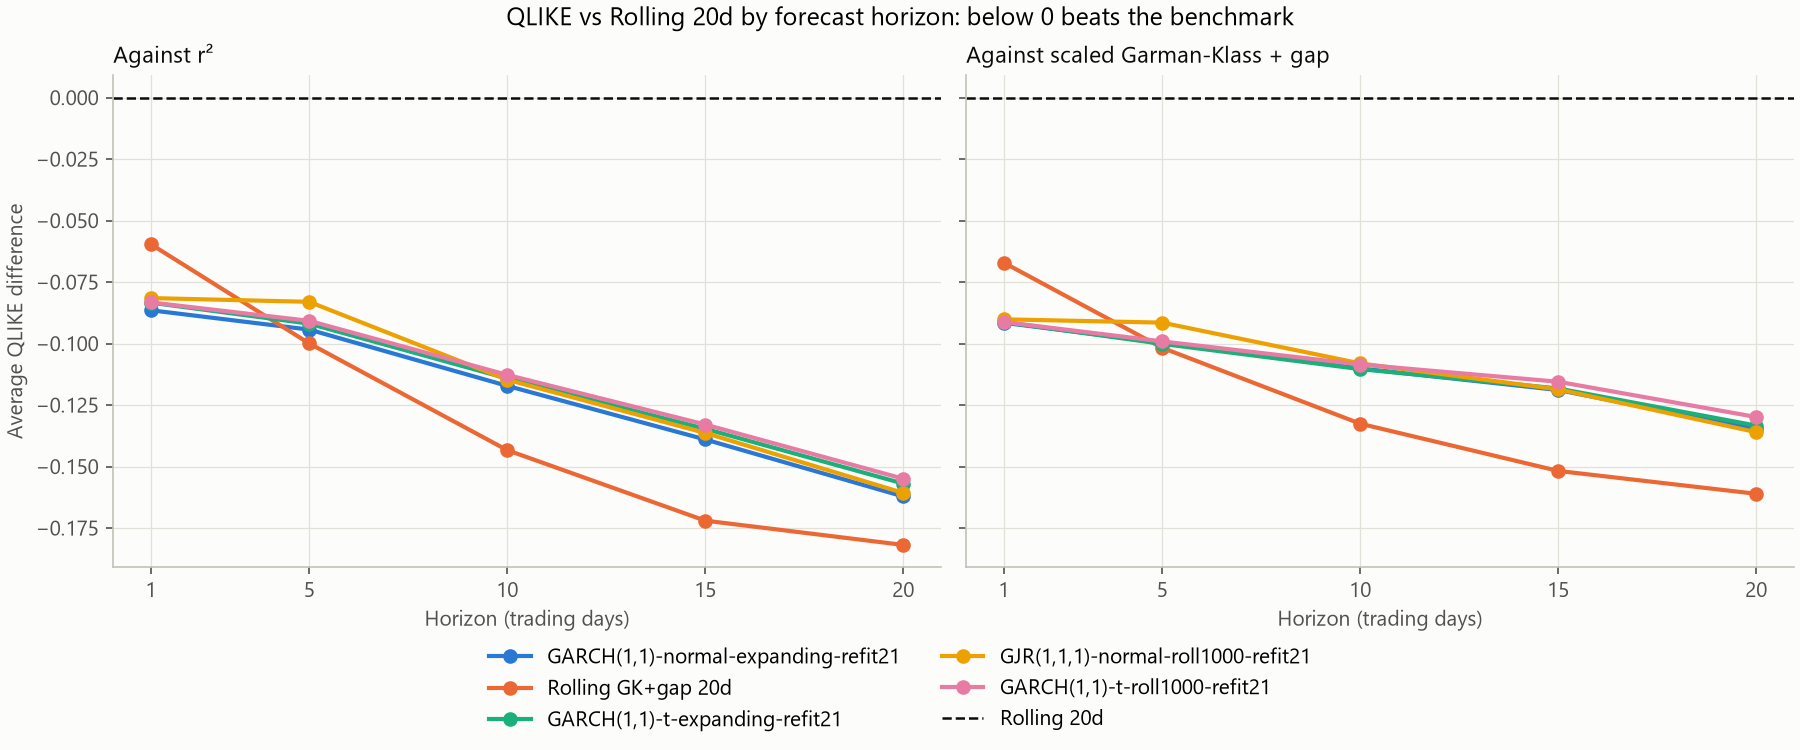 QLIKE vs Rolling 20d by forecast horizon: below 0 beats the benchmark
Against r²
Against scaled Garman-Klass + gap
Average QLIKE difference
0.000
−0.025
−0.050
−0.075
−0.100
−0.125
−0.150
−0.175
1 5 10 15 20
1 5 10 15 20
Horizon (trading days)
Horizon (trading days)
GARCH(1,1)-normal-expanding-refit21
Rolling GK+gap 20d
GARCH(1,1)-t-expanding-refit21
GJR(1,1,1)-normal-roll1000-refit21
GARCH(1,1)-t-roll1000-refit21
Rolling 20d